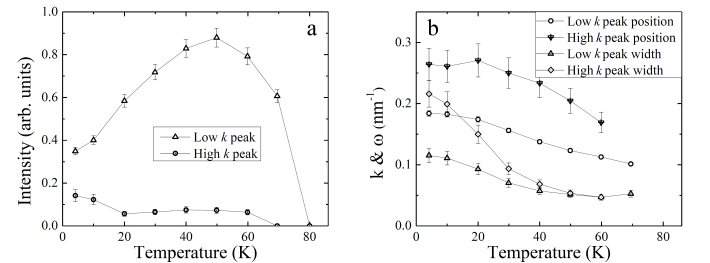 a
Intensity (arb. units)
1.0
0.8
0.6
0.4
0.2
0.0
Low k peak
High k peak
0
20
40
60
80
Temperature (K)
b
k & ω (nm⁻¹)
0.3
0.2
0.1
0.0
Low k peak position
High k peak position
Low k peak width
High k peak width
0
20
40
60
80
Temperature (K)